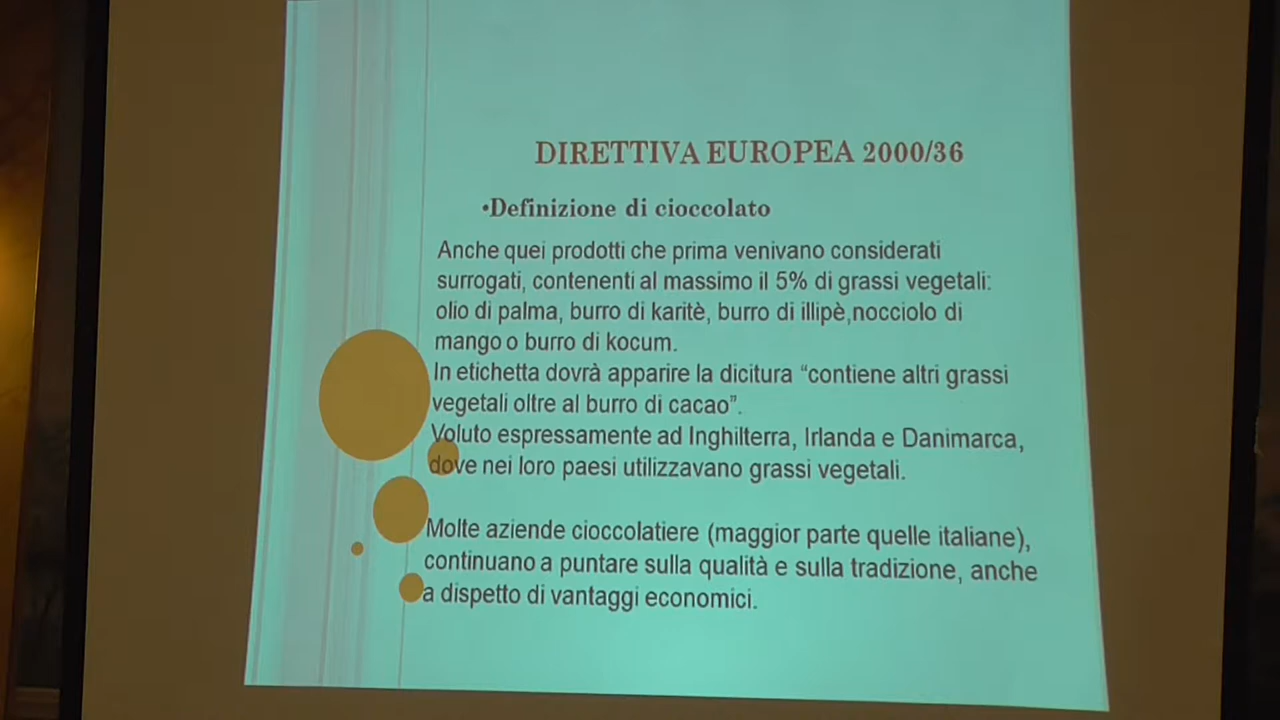 DIRETTIVA EUROPEA 2000/36
•Definizione di cioccolato
Anche quei prodotti che prima venivano considerati
surrogati, contenenti al massimo il 5% di grassi vegetali:
olio di palma, burro di karitè, burro di illipè,nocciolo di
mango o burro di kocum.
In etichetta dovrà apparire la dicitura “contiene altri grassi
vegetali oltre al burro di cacao”.
Voluto espressamente ad Inghilterra, Irlanda e Danimarca,
dove nei loro paesi utilizzavano grassi vegetali.
Molte aziende cioccolatiere (maggior parte quelle italiane),
continuano a puntare sulla qualità e sulla tradizione, anche
a dispetto di vantaggi economici.